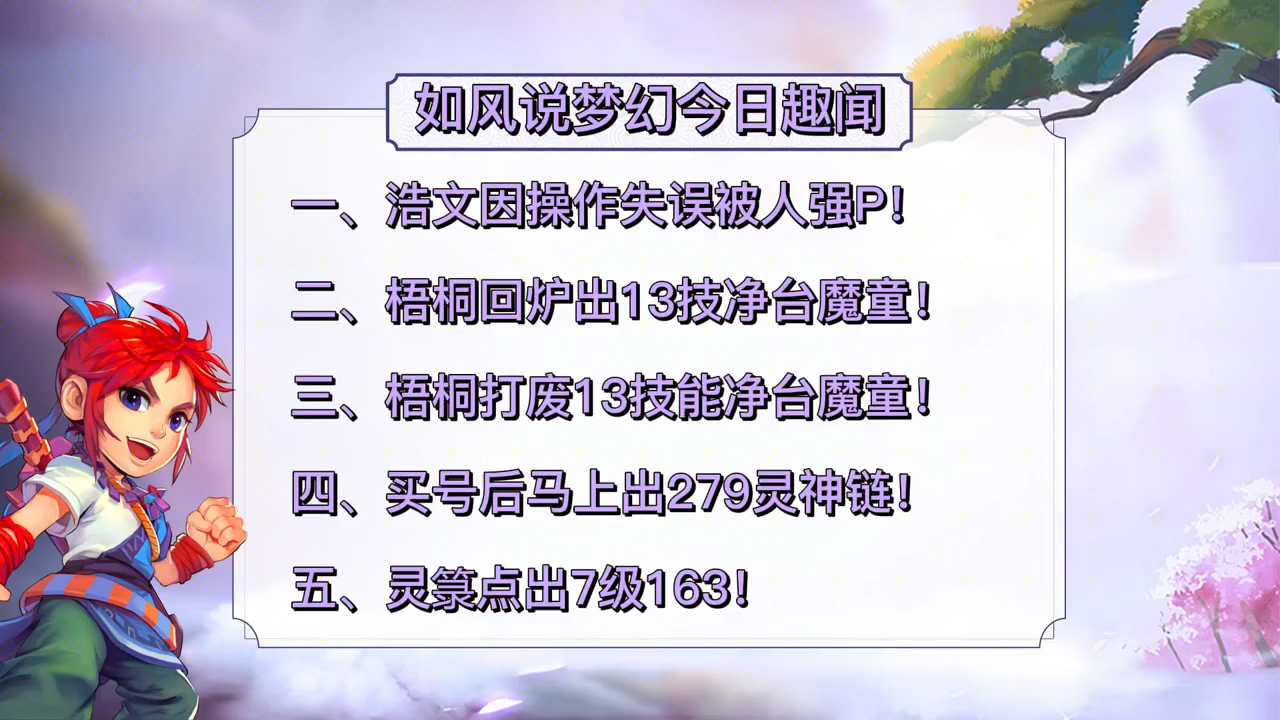 如风说梦幻今日趣闻
一、浩文因操作失误被人强P!
二、梧桐回炉出13技净台魔童!
三、梧桐打废13技能净台魔童!
四、买号后马上出279灵神链!
五、灵箓点出7级163!